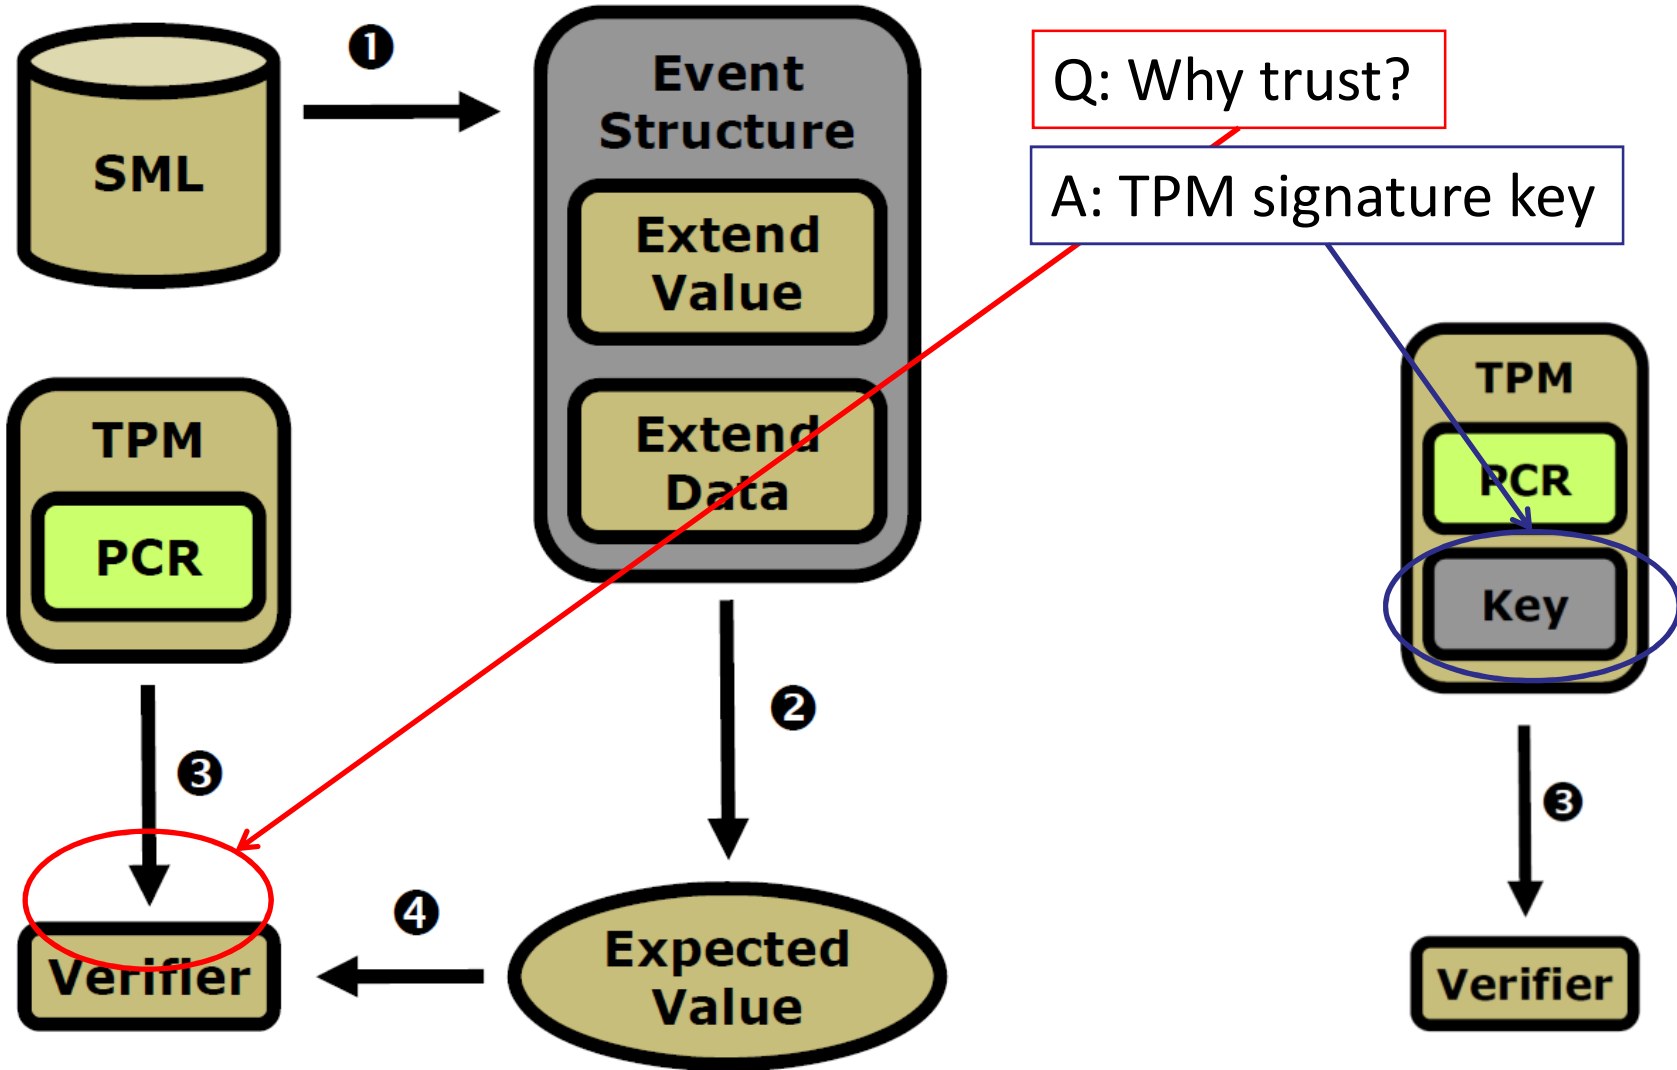 SML
❶
Event
Structure
Extend
Value
Extend
Data
Q: Why trust?
A: TPM signature key
TPM
PCR
❸
❷
Verifier
❹
Expected
Value
TPM
PCR
Key
❸
Verifier